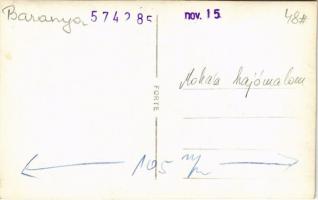 Baranya 574285 nov. 15. 48#
Mohács hajómalom
FORTE
105 m/m